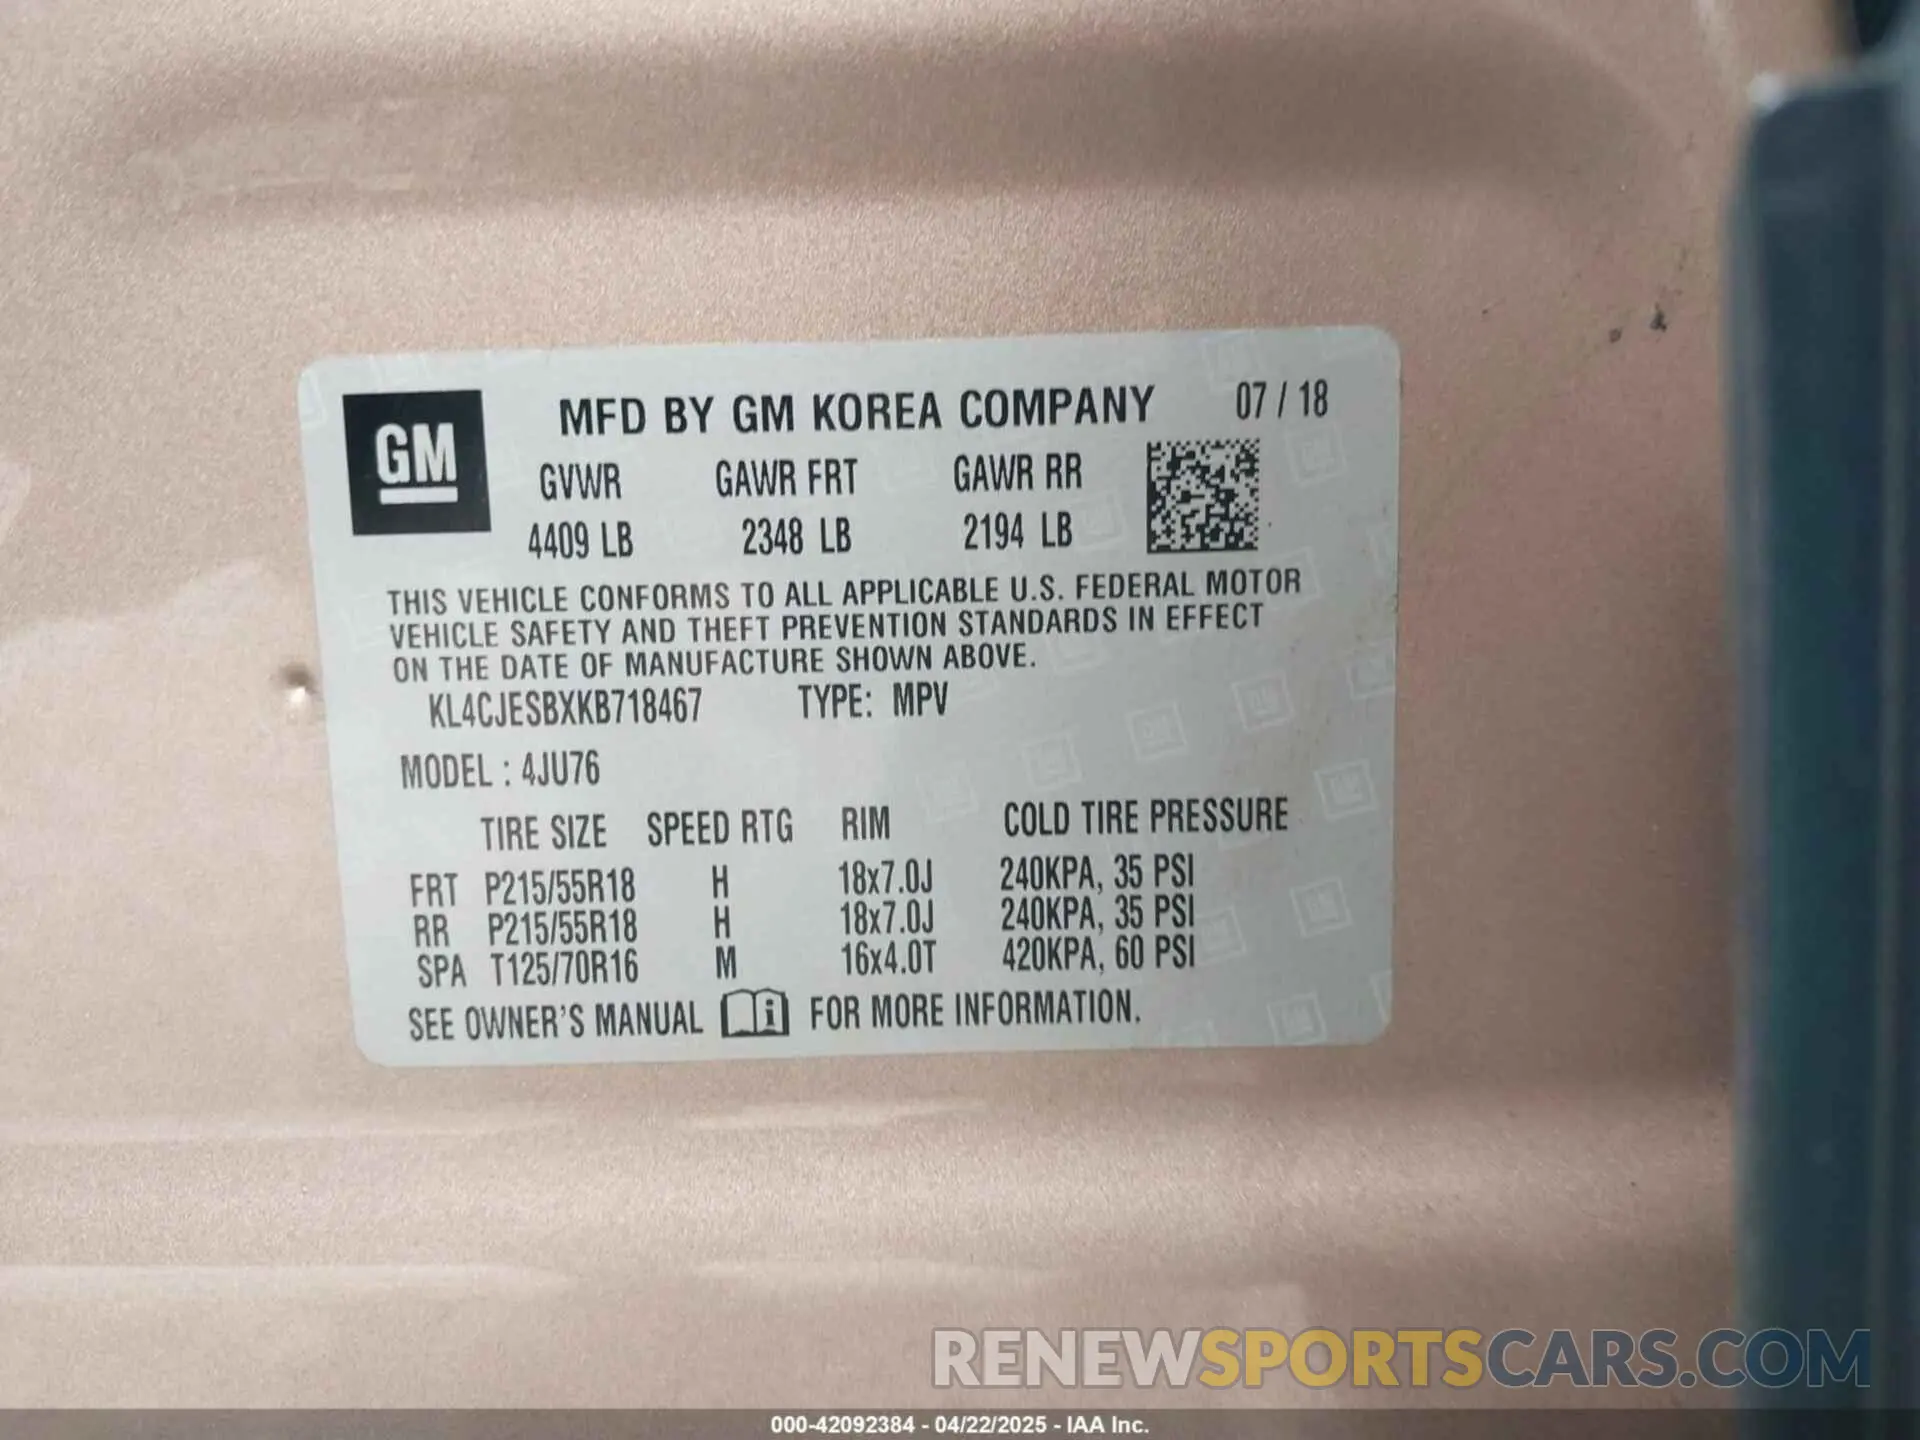 GM
MFD BY GM KOREA COMPANY 07 / 18
GVWR GAWR FRT GAWR RR
4409 LB 2348 LB 2194 LB
THIS VEHICLE CONFORMS TO ALL APPLICABLE U.S. FEDERAL MOTOR
VEHICLE SAFETY AND THEFT PREVENTION STANDARDS IN EFFECT
ON THE DATE OF MANUFACTURE SHOWN ABOVE.
KL4CJESBXKB718467 TYPE: MPV
MODEL : 4JU76
TIRE SIZE SPEED RTG RIM COLD TIRE PRESSURE
FRT P215/55R18 H 18x7.0J 240KPA, 35 PSI
RR P215/55R18 H 18x7.0J 240KPA, 35 PSI
SPA T125/70R16 M 16x4.0T 420KPA, 60 PSI
SEE OWNER'S MANUAL i FOR MORE INFORMATION.
RENEWSPORTSCARS.COM
000-42092384 - 04/22/2025 - IAA Inc.